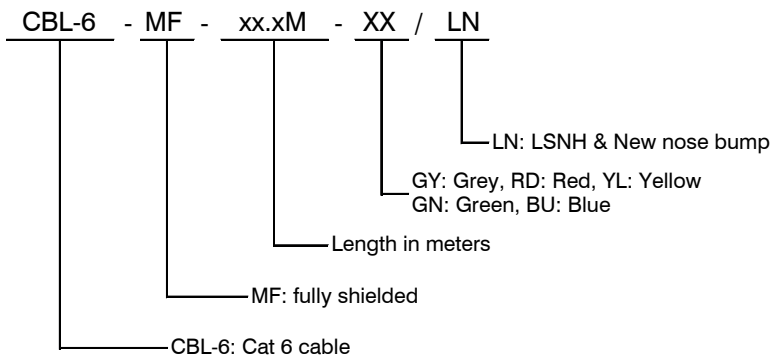 CBL-6 - MF - xx.xM - XX / LN
LN: LSNH & New nose bump
GY: Grey, RD: Red, YL: Yellow
GN: Green, BU: Blue
Length in meters
MF: fully shielded
CBL-6: Cat 6 cable